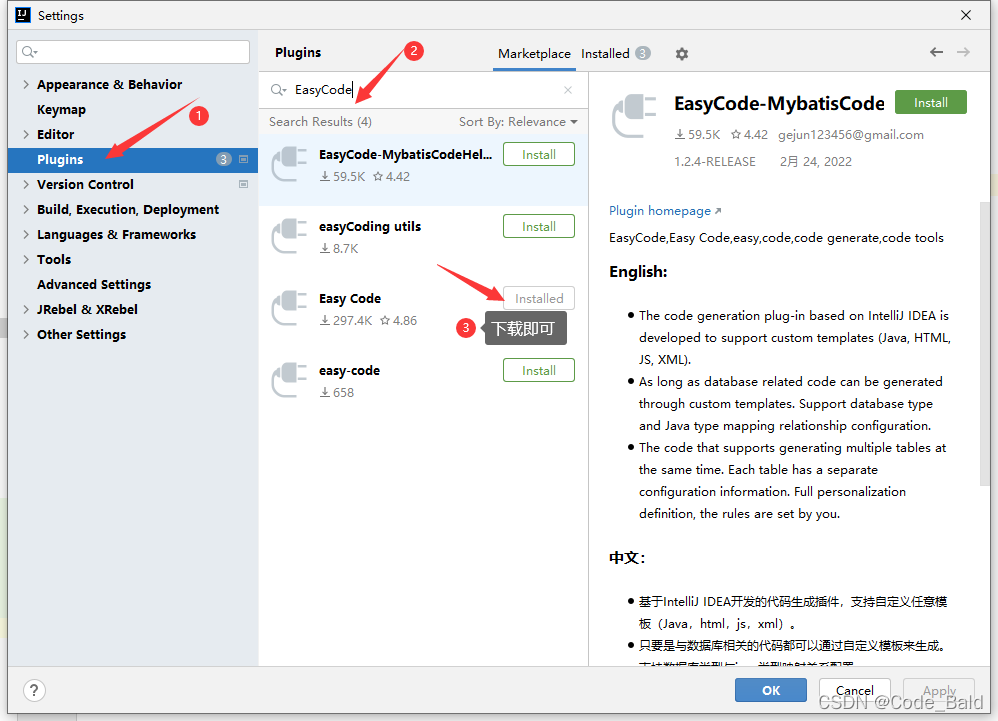 Settings
Appearance & Behavior
Keymap
Editor
Plugins
3
Version Control
Build, Execution, Deployment
Languages & Frameworks
Tools
Advanced Settings
JRebel & XRebel
Other Settings
1
Plugins
2
Marketplace
Installed 3
EasyCode
Search Results (4)
Sort By: Relevance
EasyCode-MybatisCodeHel...
59.5K 4.42
Install
easyCoding utils
8.7K
Install
Easy Code
297.4K 4.86
Installed
3
下载即可
easy-code
658
Install
EasyCode-MybatisCode
Install
59.5K 4.42 gejun123456@gmail.com
1.2.4-RELEASE 2月 24, 2022
Plugin homepage
EasyCode,Easy Code,easy,code,code generate,code tools
English:
The code generation plug-in based on IntelliJ IDEA is
developed to support custom templates (Java, HTML,
JS, XML).
As long as database related code can be generated
through custom templates. Support database type
and Java type mapping relationship configuration.
The code that supports generating multiple tables at
the same time. Each table has a separate
configuration information. Full personalization
definition, the rules are set by you.
中文:
基于IntelliJ IDEA开发的代码生成插件，支持自定义任意模
板（Java，html，js，xml）。
只要是与数据库相关的代码都可以通过自定义模板来生成。
?
OK
Cancel
Apply
CSDN @Code_Bald